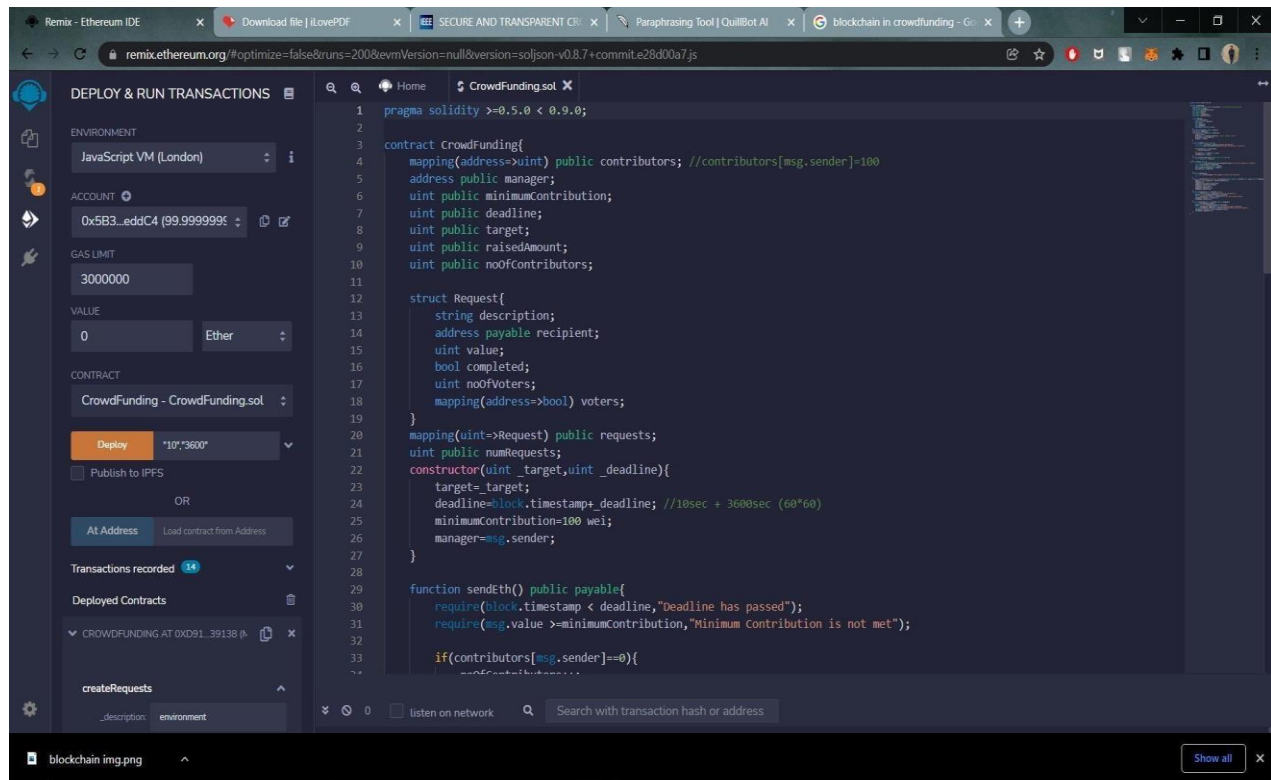 Remix - Ethereum IDE
Download file | iLovePDF
IEEE SECURE AND TRANSPARENT CR
Paraphrasing Tool | QuillBot AI
G blockchain in crowdfunding - Go
remix.ethereum.org/#optimize=false&runs=200&evmVersion=null&version=soljson-v0.8.7+commit.e28d00a7.js
DEPLOY & RUN TRANSACTIONS
Home
CrowdFunding.sol
ENVIRONMENT
JavaScript VM (London)
i
ACCOUNT
0x5B3...eddC4 (99.9999999
GAS LIMIT
3000000
VALUE
0
Ether
CONTRACT
CrowdFunding - CrowdFunding.sol
Deploy
"10","3600"
Publish to IPFS
OR
At Address
Load contract from Address
Transactions recorded 14
Deployed Contracts
CROWDFUNDING AT 0XD91...39138
createRequests
_description:
environment
1 pragma solidity >=0.5.0 < 0.9.0;
2
3 contract CrowdFunding{
4 mapping(address=>uint) public contributors; //contributors[msg.sender]=100
5 address public manager;
6 uint public minimumContribution;
7 uint public deadline;
8 uint public target;
9 uint public raisedAmount;
10 uint public noOfContributors;
11
12 struct Request{
13 string description;
14 address payable recipient;
15 uint value;
16 bool completed;
17 uint noOfVoters;
18 mapping(address=>bool) voters;
19 }
20 mapping(uint=>Request) public requests;
21 uint public numRequests;
22 constructor(uint _target,uint _deadline){
23 target=_target;
24 deadline=block.timestamp+_deadline; //10sec + 3600sec (60*60)
25 minimumContribution=100 wei;
26 manager=msg.sender;
27 }
28
29 function sendEth() public payable{
30 require(block.timestamp < deadline,"Deadline has passed");
31 require(msg.value >=minimumContribution,"Minimum Contribution is not met");
32
33 if(contributors[msg.sender]==0){
0
listen on network
Search with transaction hash or address
blockchain img.png
Show all